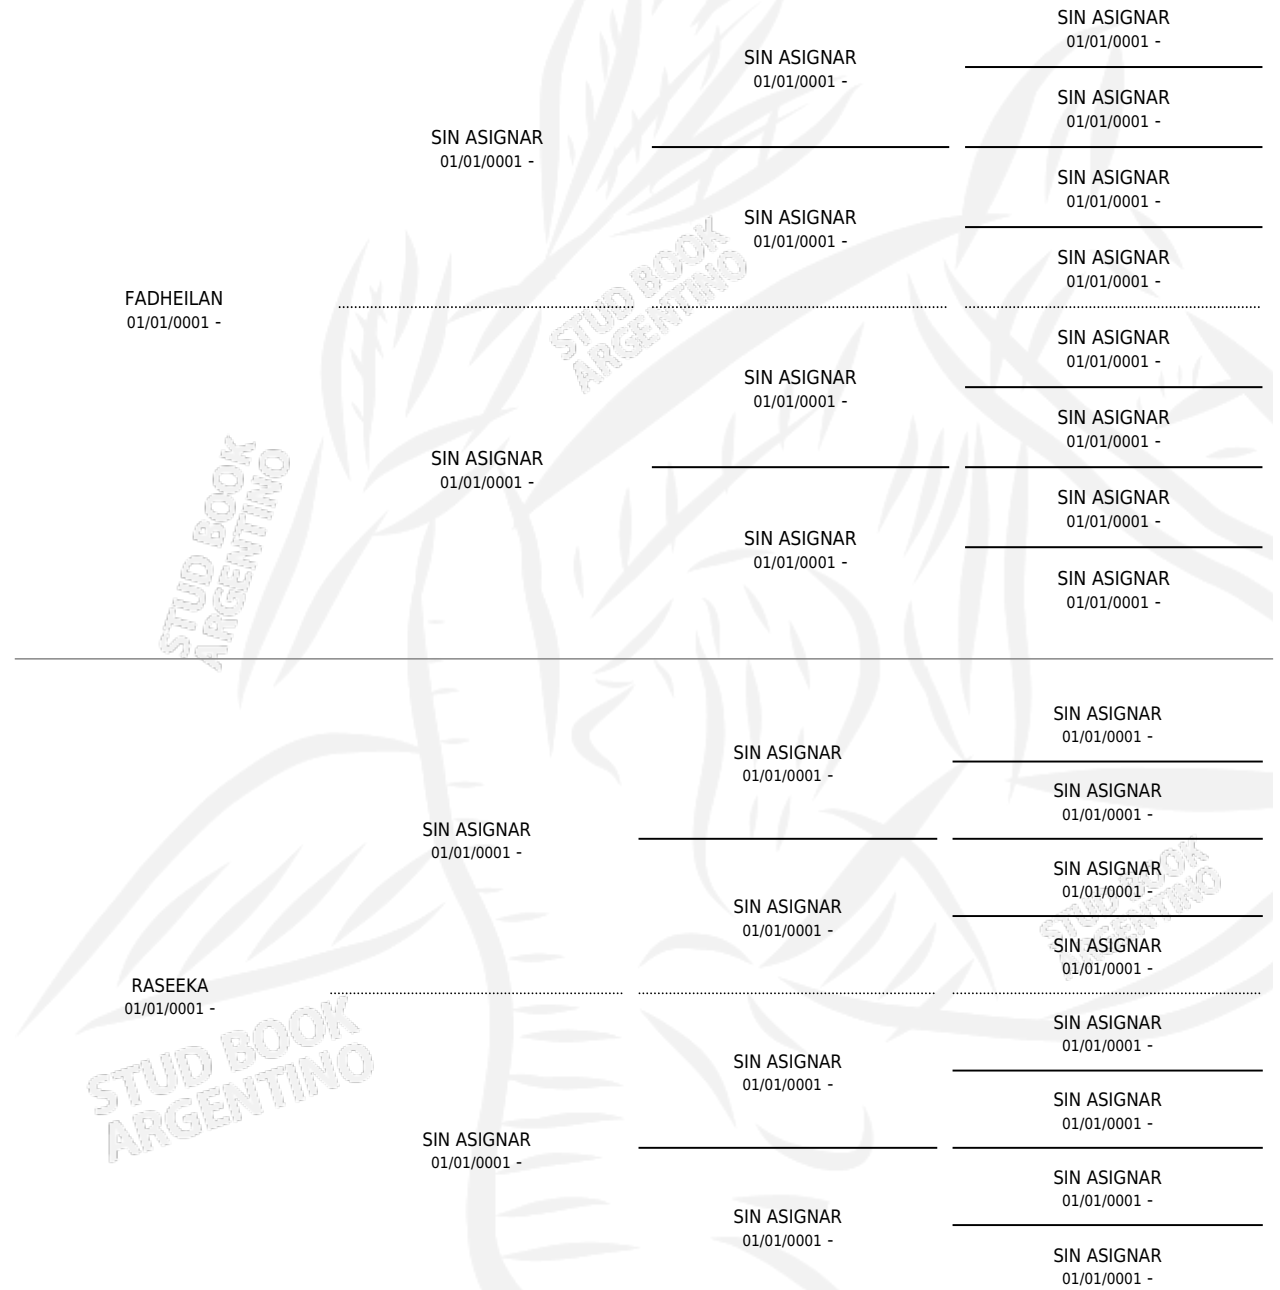 SIN ASIGNAR
01/01/0001 -
SIN ASIGNAR
01/01/0001 -
SIN ASIGNAR
01/01/0001 -
SIN ASIGNAR
01/01/0001 -
SIN ASIGNAR
01/01/0001 -
SIN ASIGNAR
01/01/0001 -
SIN ASIGNAR
01/01/0001 -
FADHEILAN
01/01/0001 -
STUD BOOK
ARGENTINO
SIN ASIGNAR
01/01/0001 -
SIN ASIGNAR
01/01/0001 -
SIN ASIGNAR
01/01/0001 -
SIN ASIGNAR
01/01/0001 -
SIN ASIGNAR
01/01/0001 -
SIN ASIGNAR
01/01/0001 -
SIN ASIGNAR
01/01/0001 -
STUD BOOK
ARGENTINO
SIN ASIGNAR
01/01/0001 -
SIN ASIGNAR
01/01/0001 -
SIN ASIGNAR
01/01/0001 -
SIN ASIGNAR
01/01/0001 -
SIN ASIGNAR
01/01/0001 -
SIN ASIGNAR
01/01/0001 -
SIN ASIGNAR
01/01/0001 -
SIN ASIGNAR
01/01/0001 -
STUD BOOK
ARGENTINO
RASEEKA
01/01/0001 -
STUD BOOK
ARGENTINO
SIN ASIGNAR
01/01/0001 -
SIN ASIGNAR
01/01/0001 -
SIN ASIGNAR
01/01/0001 -
SIN ASIGNAR
01/01/0001 -
SIN ASIGNAR
01/01/0001 -
SIN ASIGNAR
01/01/0001 -
SIN ASIGNAR
01/01/0001 -